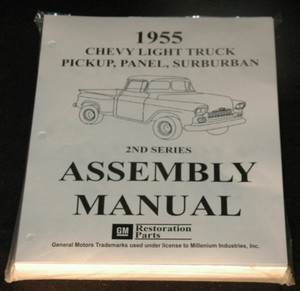 1955
CHEVY LIGHT TRUCK
PICKUP, PANEL, SURBURBAN
2ND SERIES
ASSEMBLY
MANUAL
GM Restoration
Parts
General Motors Trademarks used under license to Millenium Industries, Inc.